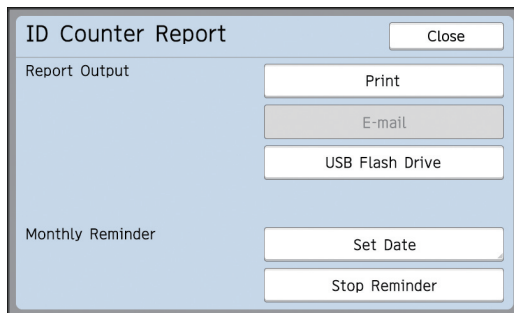 ID Counter Report
Close
Report Output
Print
E-mail
USB Flash Drive
Monthly Reminder
Set Date
Stop Reminder